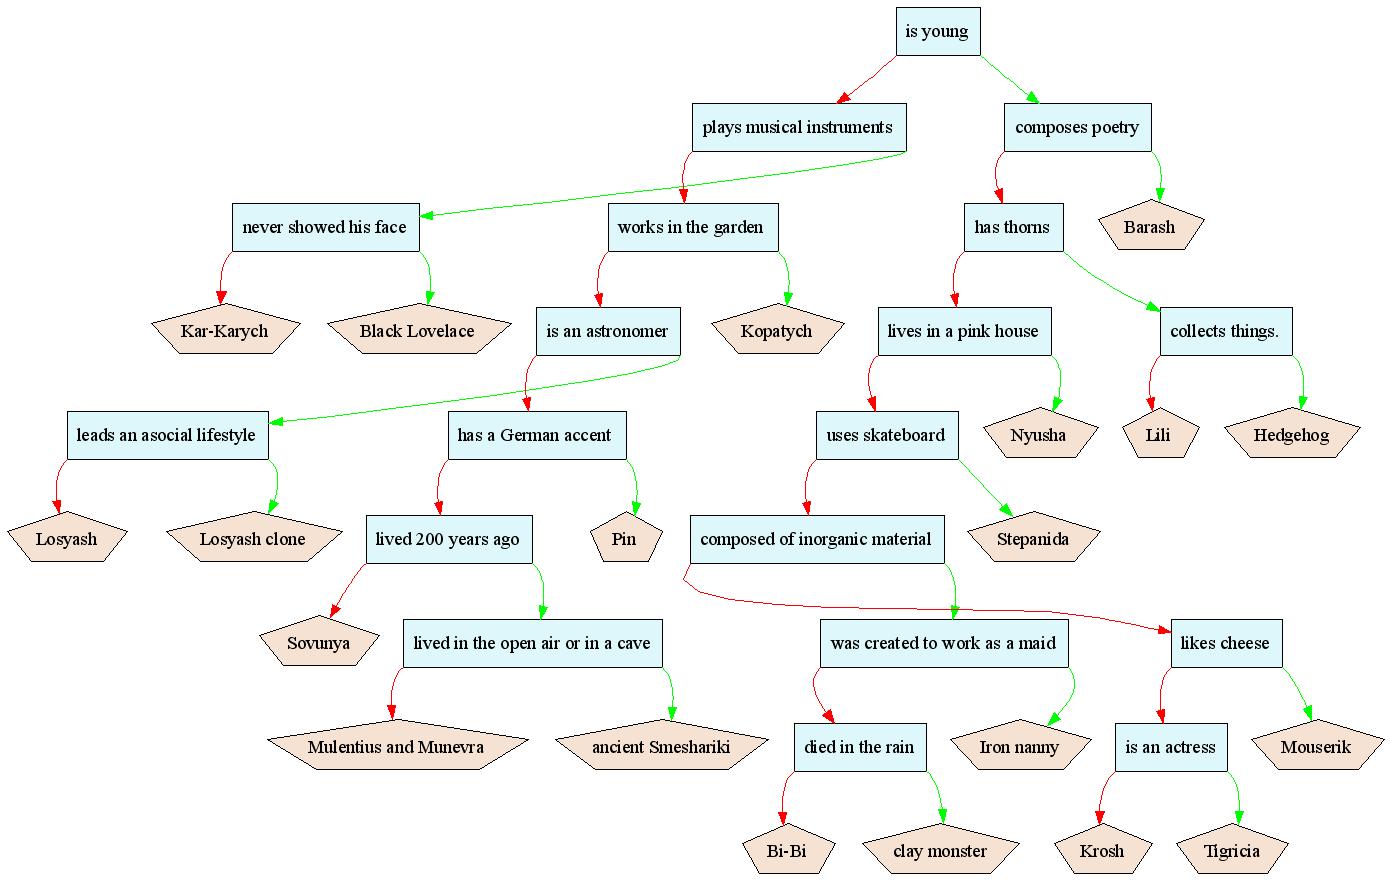 is young
plays musical instruments
composes poetry
never showed his face
works in the garden
has thorns
Barash
Kar-Karych
Black Lovelace
is an astronomer
Kopatych
lives in a pink house
collects things.
leads an asocial lifestyle
has a German accent
uses skateboard
Nyusha
Lili
Hedgehog
Losyash
Losyash clone
lived 200 years ago
Pin
composed of inorganic material
Stepanida
Sovunya
lived in the open air or in a cave
was created to work as a maid
likes cheese
Mulentius and Munevra
ancient Smeshariki
died in the rain
Iron nanny
is an actress
Mouserik
Bi-Bi
clay monster
Krosh
Tigricia